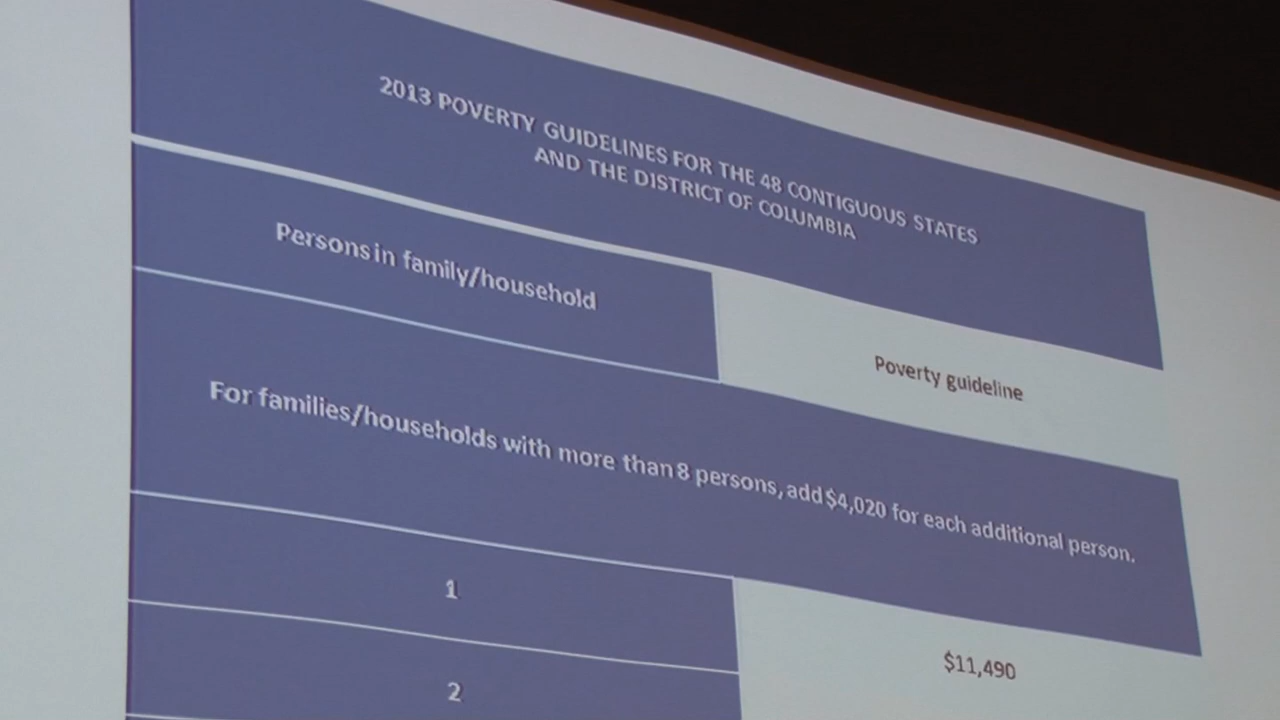 2013 POVERTY GUIDELINES FOR THE 48 CONTIGUOUS STATES
AND THE DISTRICT OF COLUMBIA
Persons in family/household
Poverty guideline
For families/households with more than 8 persons, add $4,020 for each additional person.
1
$11,490
2